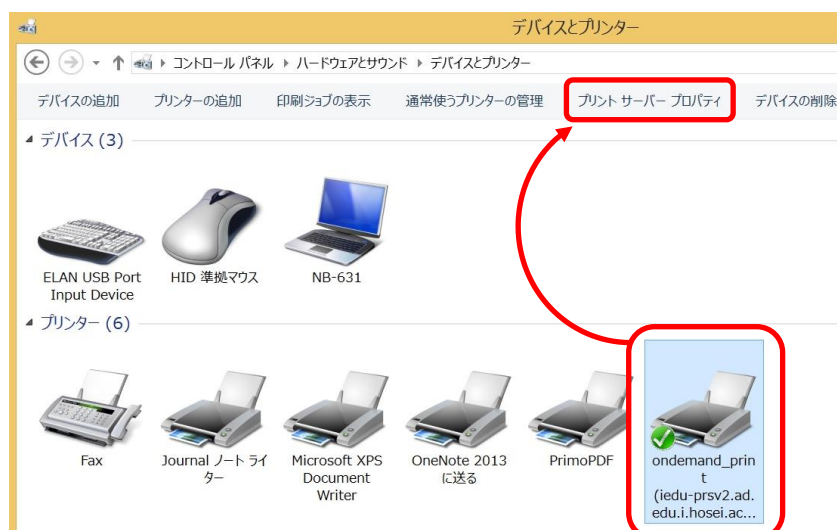 デバイスとプリンター
コントロール パネル ▸ ハードウェアとサウンド ▸ デバイスとプリンター
デバイスの追加 プリンターの追加 印刷ジョブの表示 通常使うプリンターの管理 プリント サーバー プロパティ デバイスの削除
デバイス (3)
ELAN USB Port
Input Device
HID 準拠マウス
NB-631
プリンター (6)
Fax
Journal ノート ライ
ター
Microsoft XPS
Document
Writer
OneNote 2013
に送る
PrimoPDF
ondemand_prin
t
(iedu-prsv2.ad.
edu.i.hosei.ac...